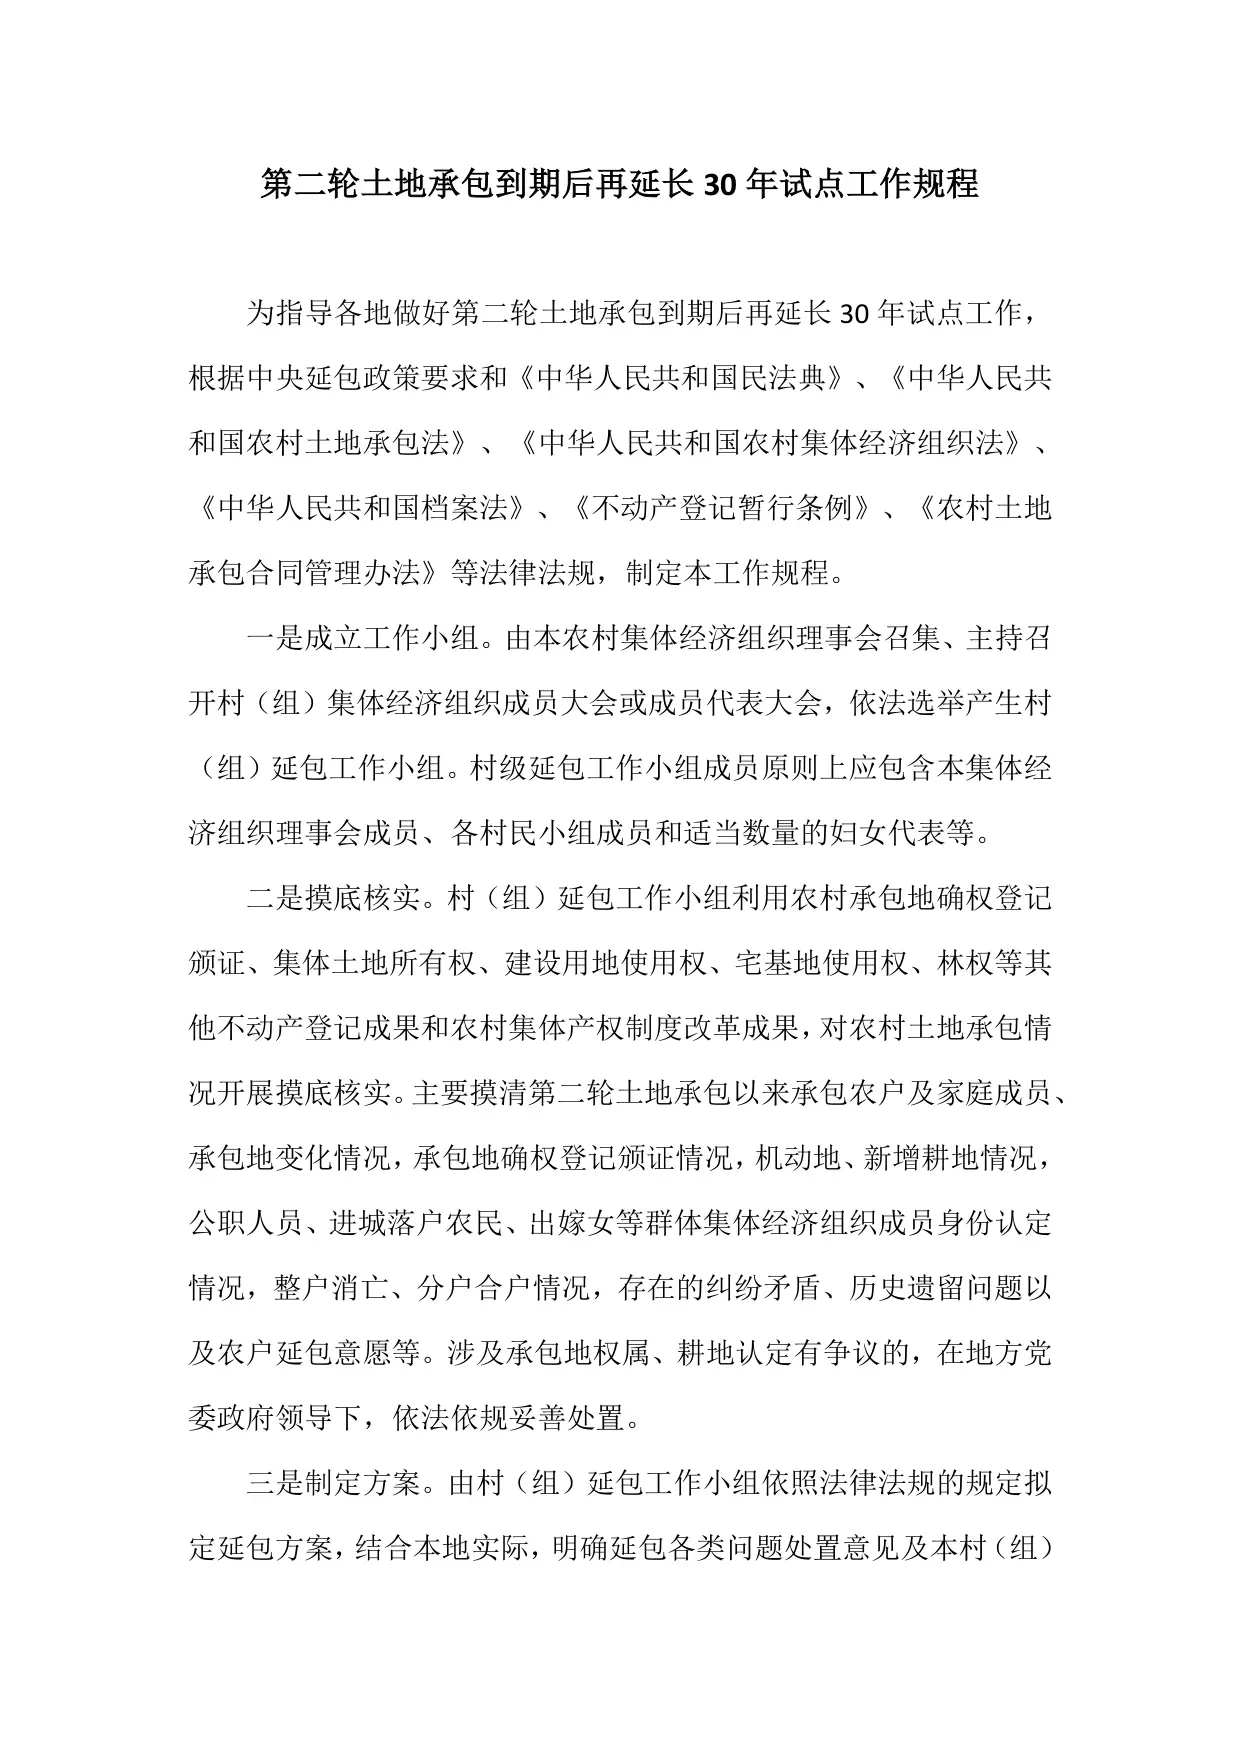 第二轮土地承包到期后再延长 30 年试点工作规程
为指导各地做好第二轮土地承包到期后再延长 30 年试点工作，
根据中央延包政策要求和《中华人民共和国民法典》、《中华人民共
和国农村土地承包法》、《中华人民共和国农村集体经济组织法》、
《中华人民共和国档案法》、《不动产登记暂行条例》、《农村土地
承包合同管理办法》等法律法规，制定本工作规程。
一是成立工作小组。由本农村集体经济组织理事会召集、主持召
开村（组）集体经济组织成员大会或成员代表大会，依法选举产生村
（组）延包工作小组。村级延包工作小组成员原则上应包含本集体经
济组织理事会成员、各村民小组成员和适当数量的妇女代表等。
二是摸底核实。村（组）延包工作小组利用农村承包地确权登记
颁证、集体土地所有权、建设用地使用权、宅基地使用权、林权等其
他不动产登记成果和农村集体产权制度改革成果，对农村土地承包情
况开展摸底核实。主要摸清第二轮土地承包以来承包农户及家庭成员、
承包地变化情况，承包地确权登记颁证情况，机动地、新增耕地情况，
公职人员、进城落户农民、出嫁女等群体集体经济组织成员身份认定
情况，整户消亡、分户合户情况，存在的纠纷矛盾、历史遗留问题以
及农户延包意愿等。涉及承包地权属、耕地认定有争议的，在地方党
委政府领导下，依法依规妥善处置。
三是制定方案。由村（组）延包工作小组依照法律法规的规定拟
定延包方案，结合本地实际，明确延包各类问题处置意见及本村（组）